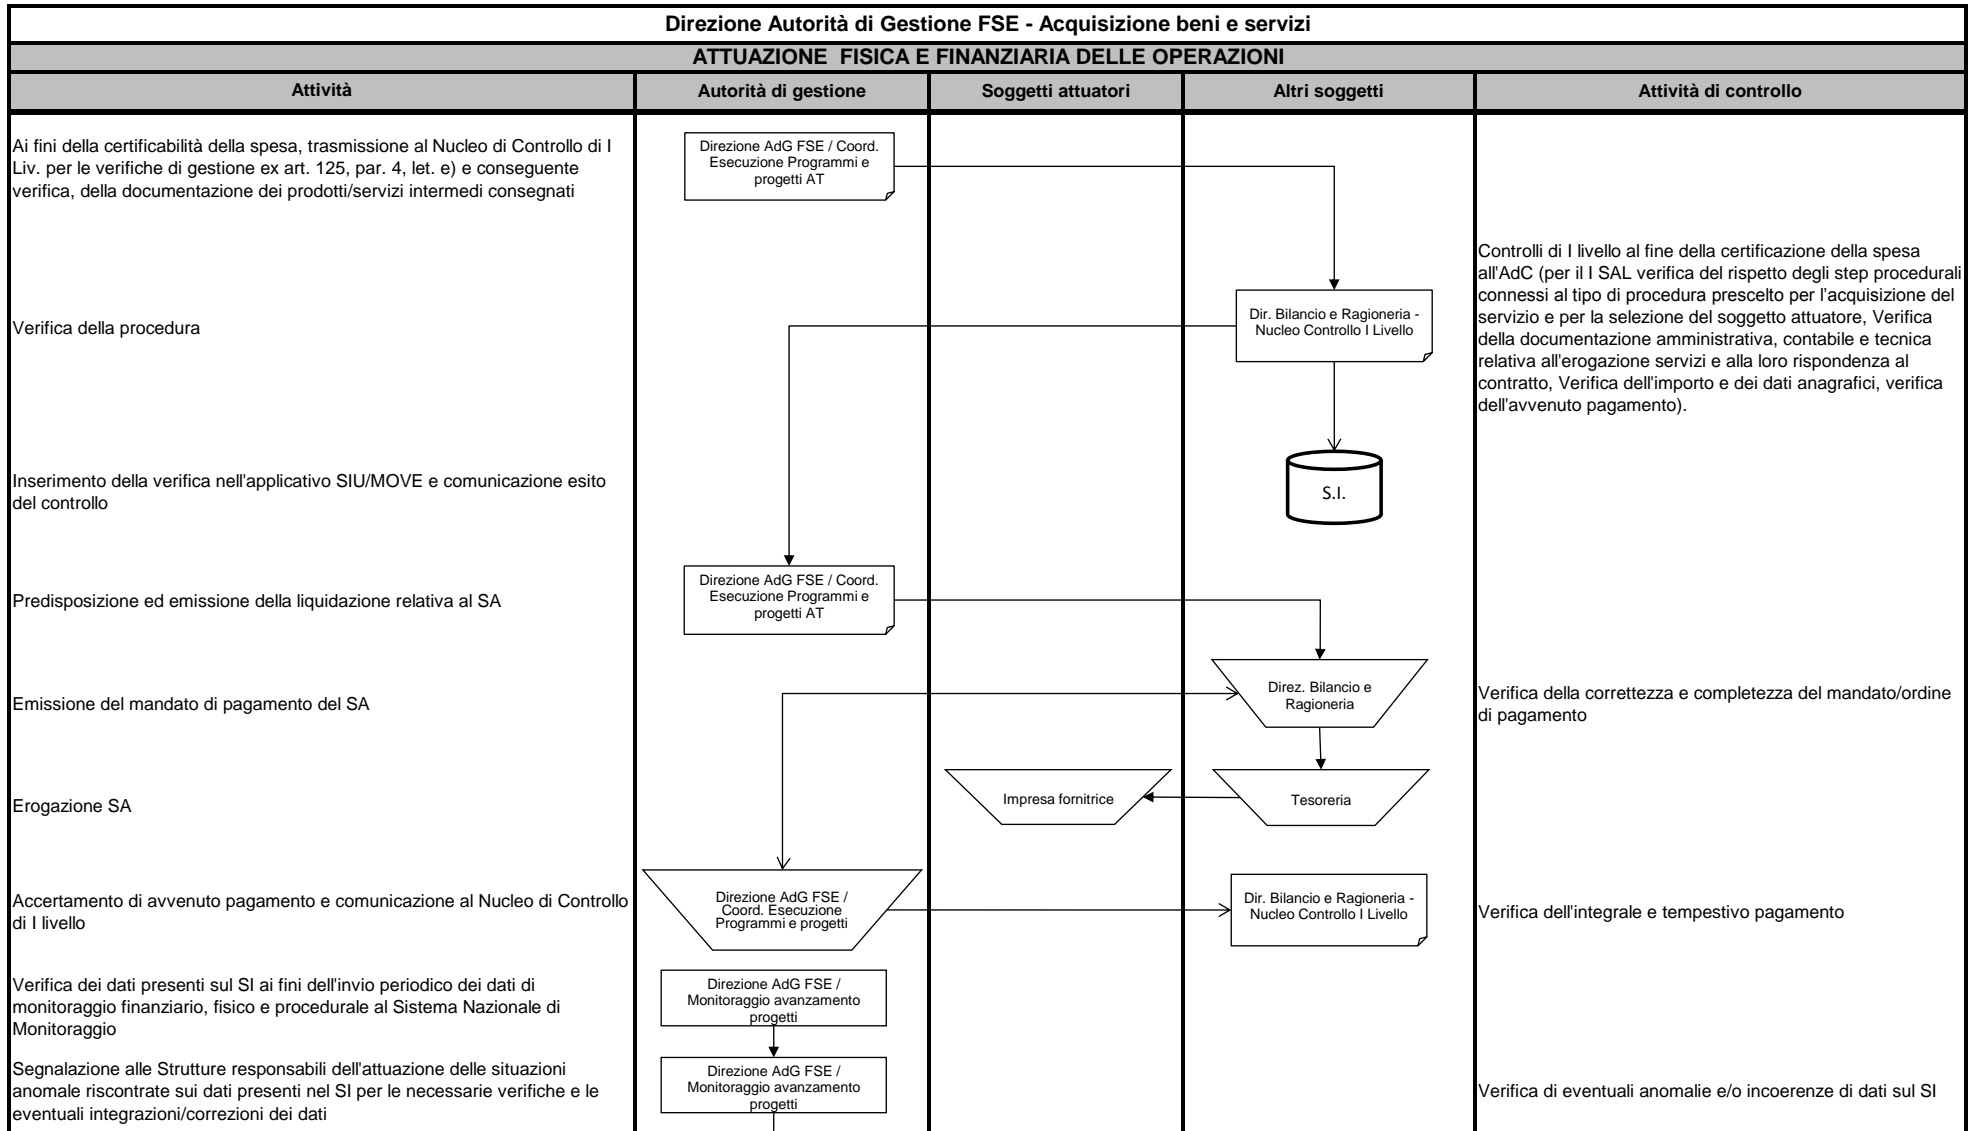 Direzione Autorità di Gestione FSE - Acquisizione beni e servizi
ATTUAZIONE FISICA E FINANZIARIA DELLE OPERAZIONI
Attività
Autorità di gestione
Soggetti attuatori
Altri soggetti
Attività di controllo
Ai fini della certificabilità della spesa, trasmissione al Nucleo di Controllo di I
Liv. per le verifiche di gestione ex art. 125, par. 4, let. e) e conseguente
verifica, della documentazione dei prodotti/servizi intermedi consegnati
Direzione AdG FSE / Coord.
Esecuzione Programmi e
progetti AT
Verifica della procedura
Dir. Bilancio e Ragioneria -
Nucleo Controllo I Livello
Controlli di I livello al fine della certificazione della spesa
all'AdC (per il I SAL verifica del rispetto degli step procedurali
connessi al tipo di procedura prescelto per l'acquisizione del
servizio e per la selezione del soggetto attuatore, Verifica
della documentazione amministrativa, contabile e tecnica
relativa all'erogazione servizi e alla loro rispondenza al
contratto, Verifica dell'importo e dei dati anagrafici, verifica
dell'avvenuto pagamento).
Inserimento della verifica nell'applicativo SIU/MOVE e comunicazione esito
del controllo
S.I.
Predisposizione ed emissione della liquidazione relativa al SA
Direzione AdG FSE / Coord.
Esecuzione Programmi e
progetti AT
Emissione del mandato di pagamento del SA
Direz. Bilancio e
Ragioneria
Verifica della correttezza e completezza del mandato/ordine
di pagamento
Erogazione SA
Impresa fornitrice
Tesoreria
Accertamento di avvenuto pagamento e comunicazione al Nucleo di Controllo
di I livello
Direzione AdG FSE /
Coord. Esecuzione
Programmi e progetti
Dir. Bilancio e Ragioneria -
Nucleo Controllo I Livello
Verifica dell'integrale e tempestivo pagamento
Verifica dei dati presenti sul SI ai fini dell'invio periodico dei dati di
monitoraggio finanziario, fisico e procedurale al Sistema Nazionale di
Monitoraggio
Direzione AdG FSE /
Monitoraggio avanzamento
progetti
Segnalazione alle Strutture responsabili dell'attuazione delle situazioni
anomale riscontrate sui dati presenti nel SI per le necessarie verifiche e le
eventuali integrazioni/correzioni dei dati
Direzione AdG FSE /
Monitoraggio avanzamento
progetti
Verifica di eventuali anomalie e/o incoerenze di dati sul SI